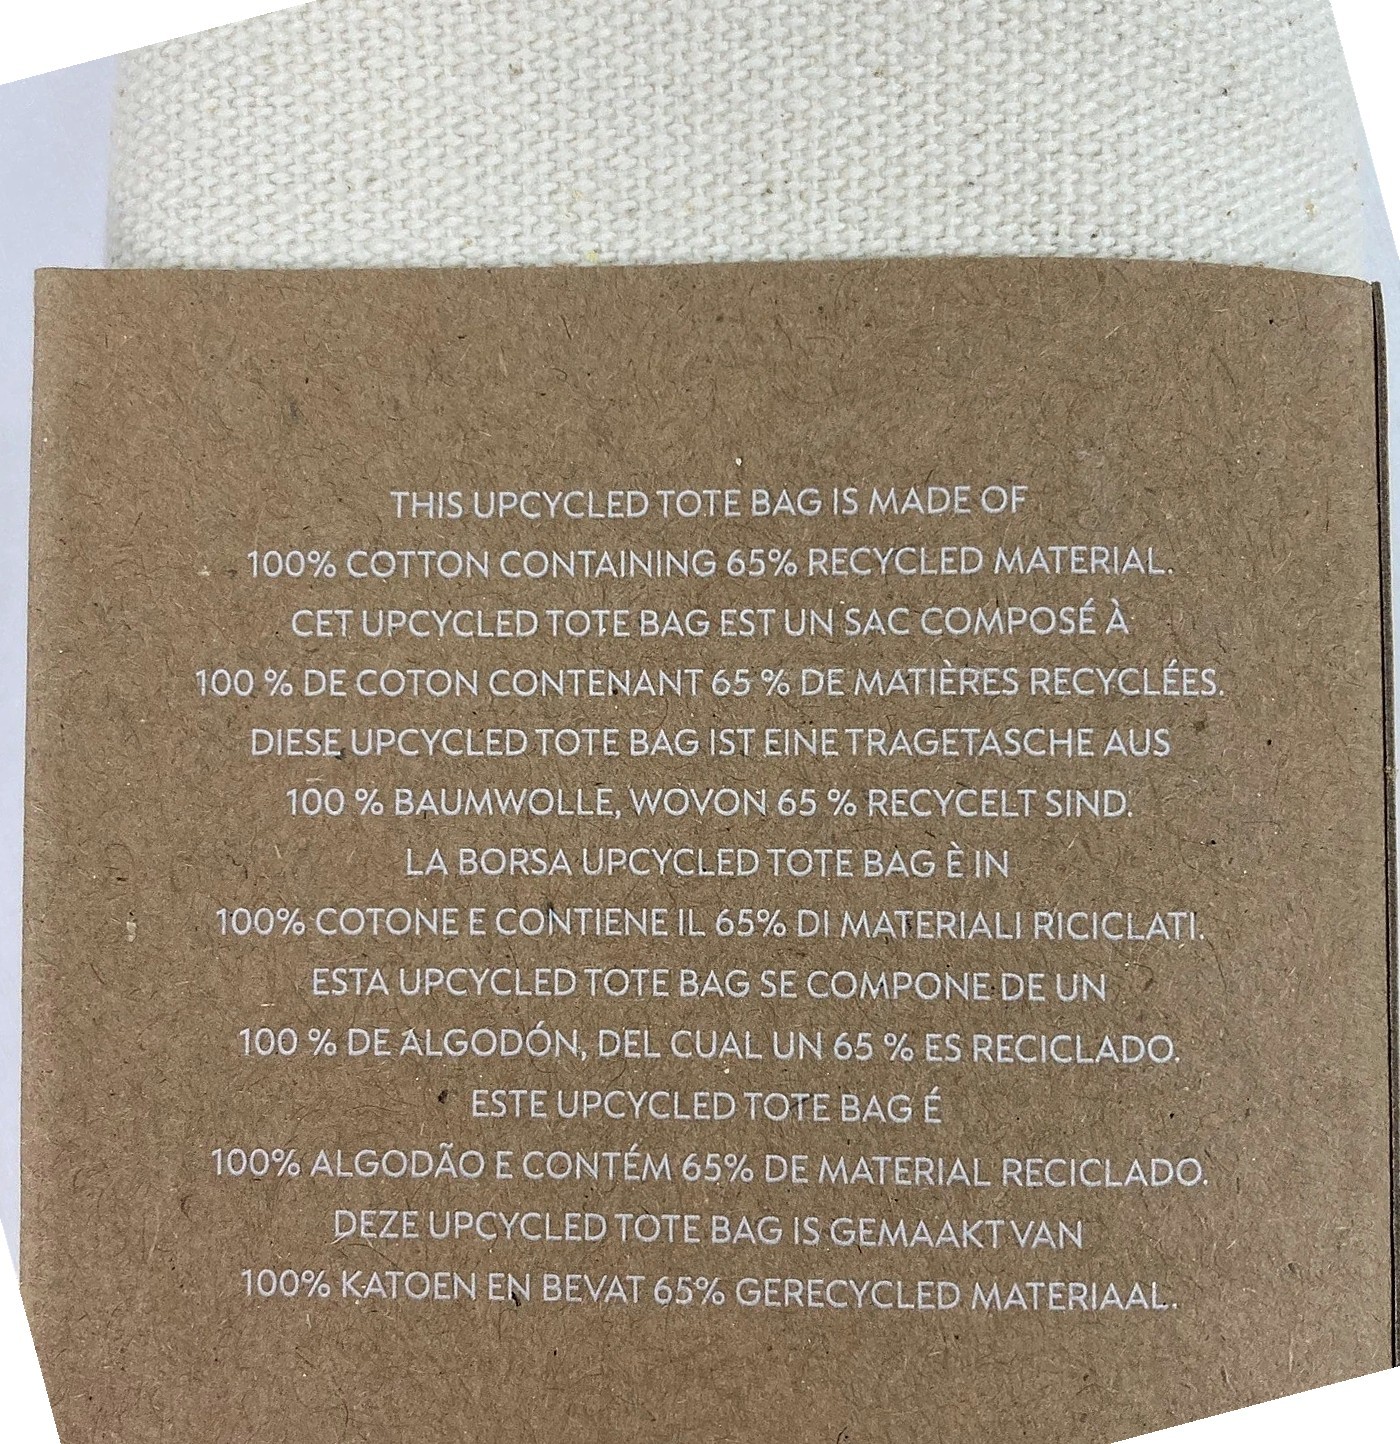 THIS UPCYCLED TOTE BAG IS MADE OF
100% COTTON CONTAINING 65% RECYCLED MATERIAL.
CET UPCYCLED TOTE BAG EST UN SAC COMPOSÉ À
100 % DE COTON CONTENANT 65 % DE MATIÈRES RECYCLÉES.
DIESE UPCYCLED TOTE BAG IST EINE TRAGETASCHE AUS
100 % BAUMWOLLE, WOVON 65 % RECYCELT SIND.
LA BORSA UPCYCLED TOTE BAG È IN
100% COTONE E CONTIENE IL 65% DI MATERIALI RICICLATI.
ESTA UPCYCLED TOTE BAG SE COMPONE DE UN
100 % DE ALGODÓN, DEL CUAL UN 65 % ES RECICLADO.
ESTE UPCYCLED TOTE BAG É
100% ALGODÃO E CONTÉM 65% DE MATERIAL RECICLADO.
DEZE UPCYCLED TOTE BAG IS GEMAAKT VAN
100% KATOEN EN BEVAT 65% GERECYCLED MATERIAAL.